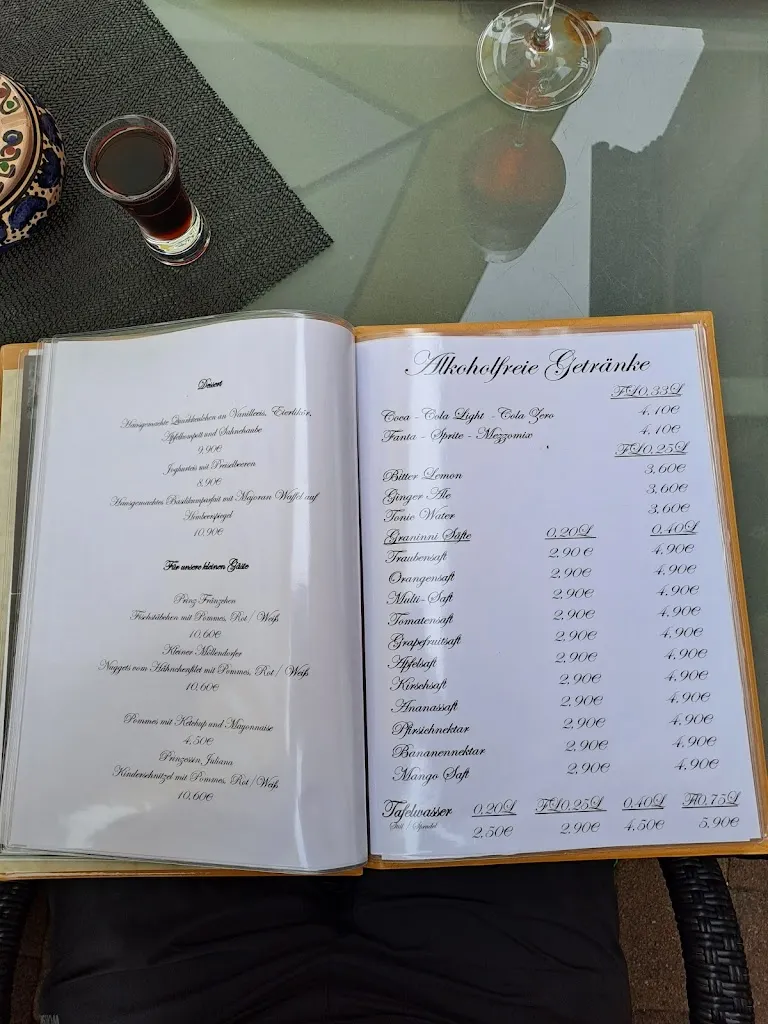 Dessert
Hausgemachte Quarkkeulchen an Vanilleeis, Eierlikör,
Apfelkompott und Sahnehaube
9,90€
Joghurteis mit Preiselbeeren
8,90€
Hausgemachtes Basilikumparfait mit Majoran Waffel auf
Himbeerspiegel
10,90€
Für unsere kleinen Gäste
Prinz Fränzchen
Fischstäbchen mit Pommes, Rot / Weiß
10,60€
Kleiner Möllendorfer
Nuggets vom Hähnchenfilet mit Pommes, Rot / Weiß
10,60€
Pommes mit Ketchup und Mayonnaise
4,50€
Prinzessin Juliana
Kinderschnitzel mit Pommes, Rot / Weiß
10,60€
Alkoholfreie Getränke
Fl.0,33L
Coca - Cola Light - Cola Zero 4,10€
Fanta - Sprite - Mezzomix 4,10€
Fl.0,25L
Bitter Lemon 3,60€
Ginger Ale 3,60€
Tonic Water 3,60€
Graninni Säfte 0,20L 0,40L
Traubensaft 2,90€ 4,90€
Orangensaft 2,90€ 4,90€
Multi-Saft 2,90€ 4,90€
Tomatensaft 2,90€ 4,90€
Grapefruitsaft 2,90€ 4,90€
Apfelsaft 2,90€ 4,90€
Kirschsaft 2,90€ 4,90€
Ananassaft 2,90€ 4,90€
Pfirsichnektar 2,90€ 4,90€
Bananennektar 2,90€ 4,90€
Mango Saft 2,90€ 4,90€
Tafelwasser 0,20L Fl.0,25L 0,40L Fl.0,75L
Still / Sprudel 2,50€ 2,90€ 4,50€ 5,90€